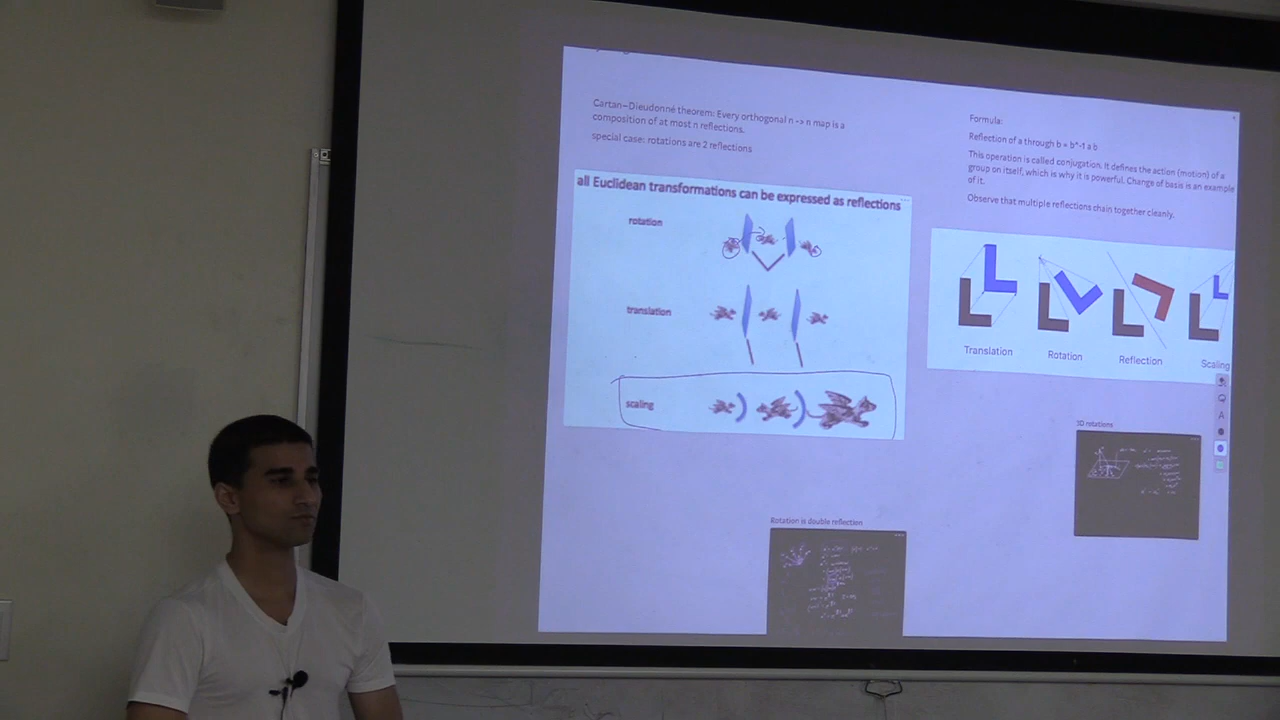 Cartan–Dieudonné theorem: Every orthogonal n -> n map is a
composition of at most n reflections.
special case: rotations are 2 reflections
all Euclidean transformations can be expressed as reflections
rotation
translation
scaling
Rotation is double reflection
Formula:
Reflection of a through b = b^-1 a b
This operation is called conjugation. It defines the action (motion) of a
group on itself, which is why it is powerful. Change of basis is an example
of it.
Observe that multiple reflections chain together cleanly.
Translation
Rotation
Reflection
Scaling
3D rotations